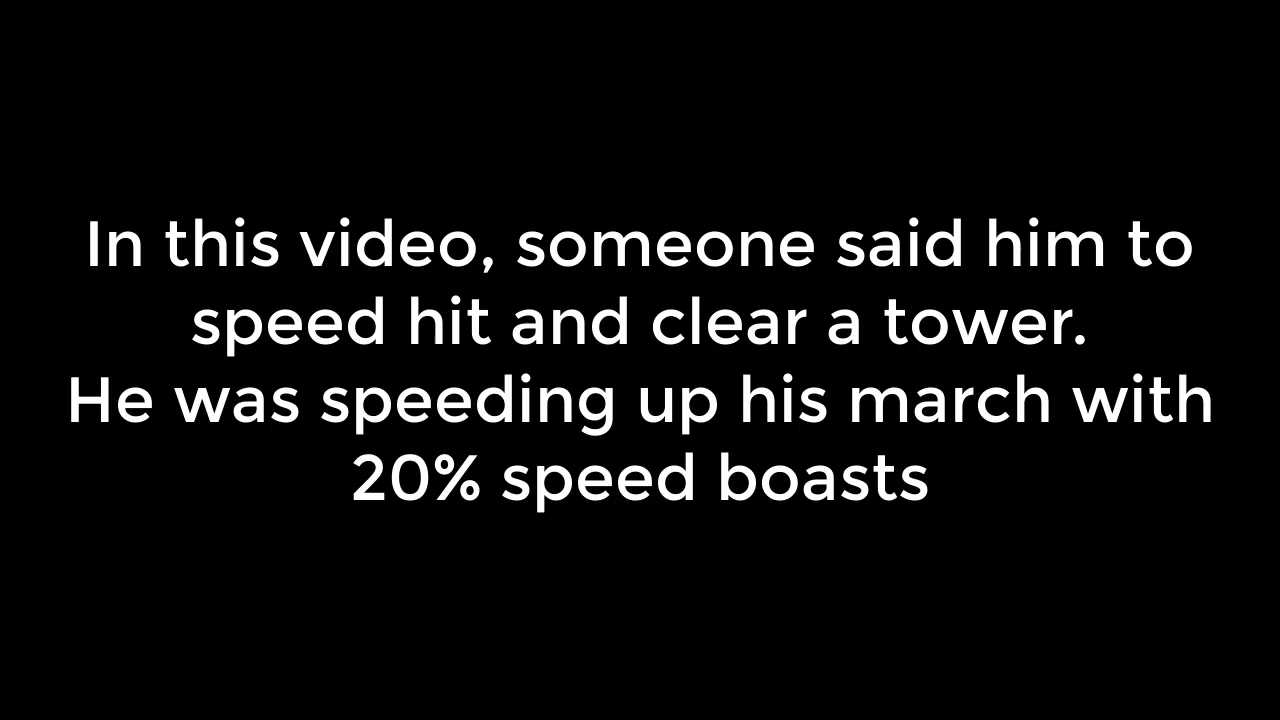 In this video, someone said him to
speed hit and clear a tower.
He was speeding up his march with
20% speed boasts